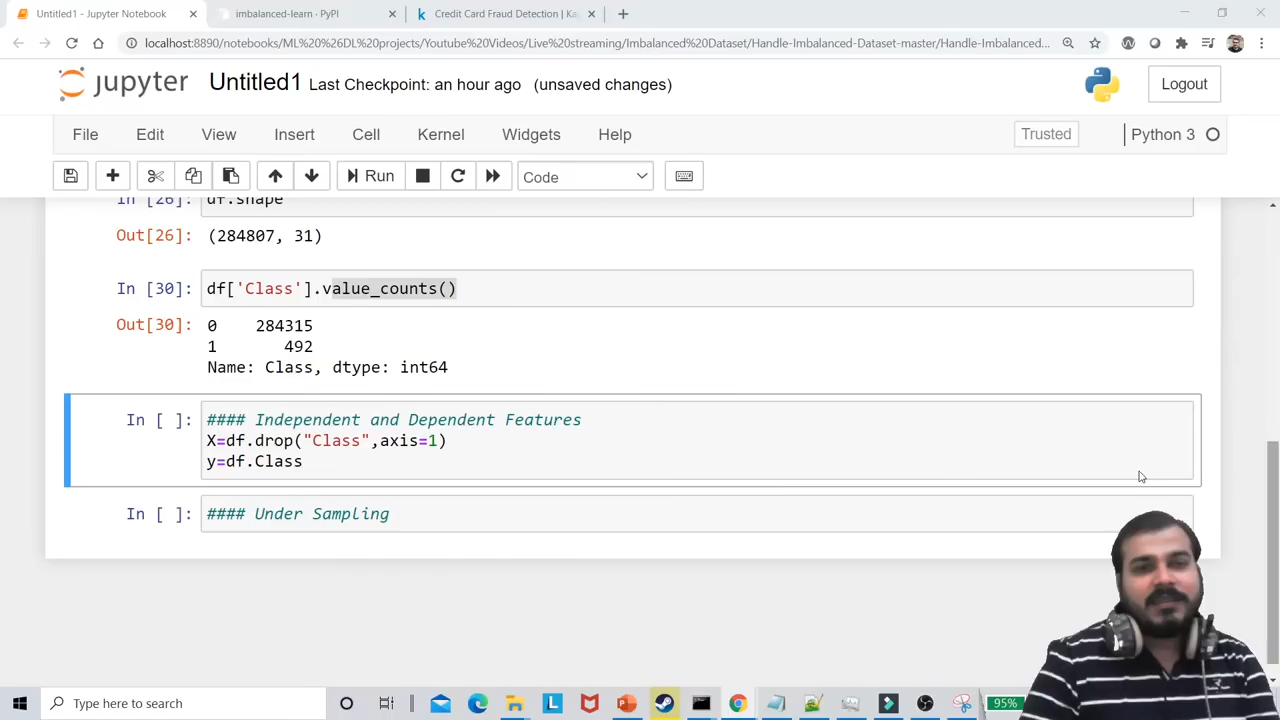 Untitled1 - Jupyter Notebook
imbalanced-learn · PyPI
Credit Card Fraud Detection | Ka
localhost:8890/notebooks/ML%20%26%20DL%20projects/Youtube%20Videos/Live%20streaming/Imbalanced%20Dataset/Handle-Imbalanced-Dataset-master/Handle-Imbalanced...
jupyter Untitled1 Last Checkpoint: an hour ago (unsaved changes)
Logout
File Edit View Insert Cell Kernel Widgets Help
Trusted
Python 3
Run
Code
In [26]: df.shape
Out[26]: (284807, 31)
In [30]: df['Class'].value_counts()
Out[30]: 0 284315
1 492
Name: Class, dtype: int64
In [ ]: #### Independent and Dependent Features
X=df.drop("Class",axis=1)
y=df.Class
In [ ]: #### Under Sampling
Type here to search
95%